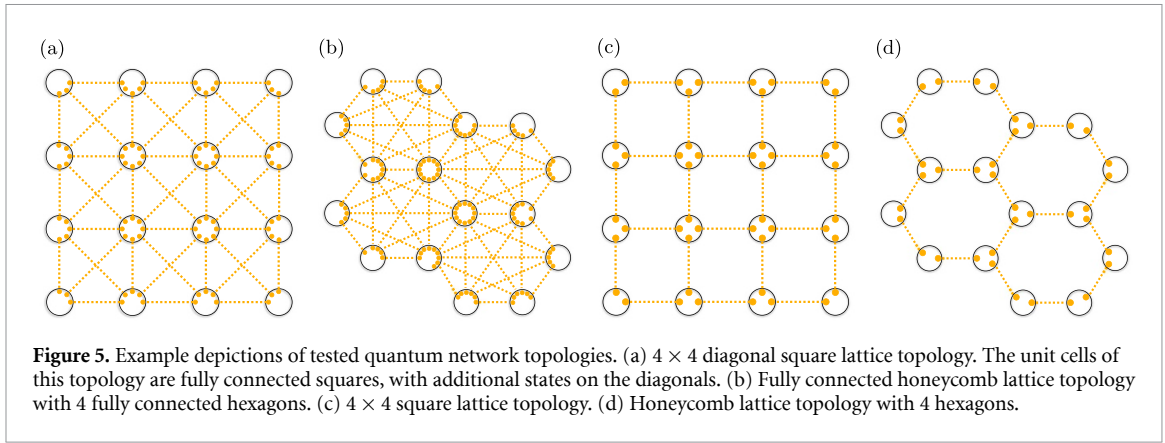 (a) (b) (c) (d)
Figure 5. Example depictions of tested quantum network topologies. (a) 4 × 4 diagonal square lattice topology. The unit cells of
this topology are fully connected squares, with additional states on the diagonals. (b) Fully connected honeycomb lattice topology
with 4 fully connected hexagons. (c) 4 × 4 square lattice topology. (d) Honeycomb lattice topology with 4 hexagons.